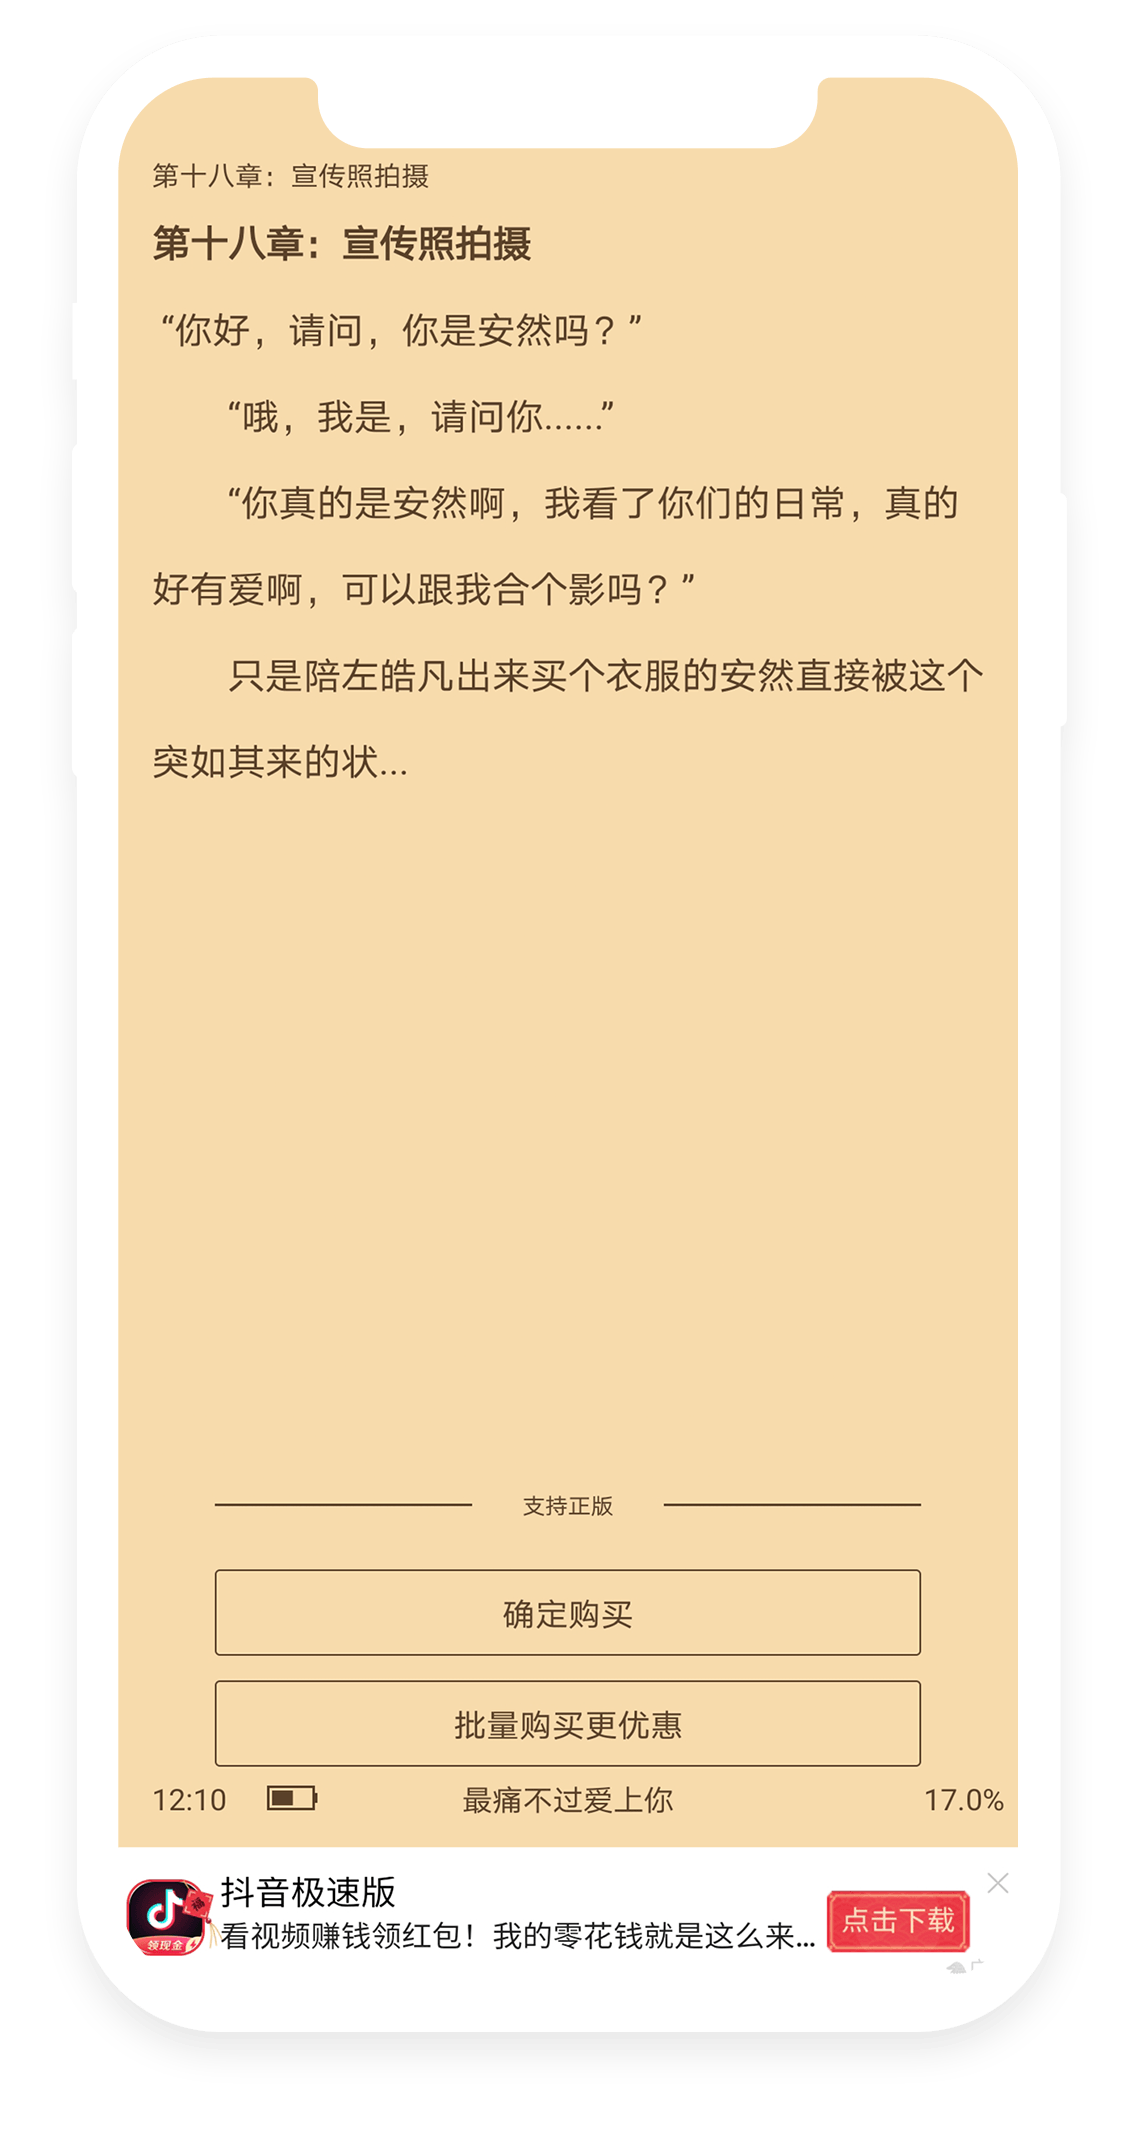 第十八章：宣传照拍摄
第十八章：宣传照拍摄
“你好，请问，你是安然吗？”
“哦，我是，请问你......”
“你真的是安然啊，我看了你们的日常，真的
好有爱啊，可以跟我合个影吗？”
只是陪左皓凡出来买个衣服的安然直接被这个
突如其来的状...
支持正版
确定购买
批量购买更优惠
12:10 最痛不过爱上你 17.0%
抖音极速版
看视频赚钱领红包！我的零花钱就是这么来...
点击下载
领现金